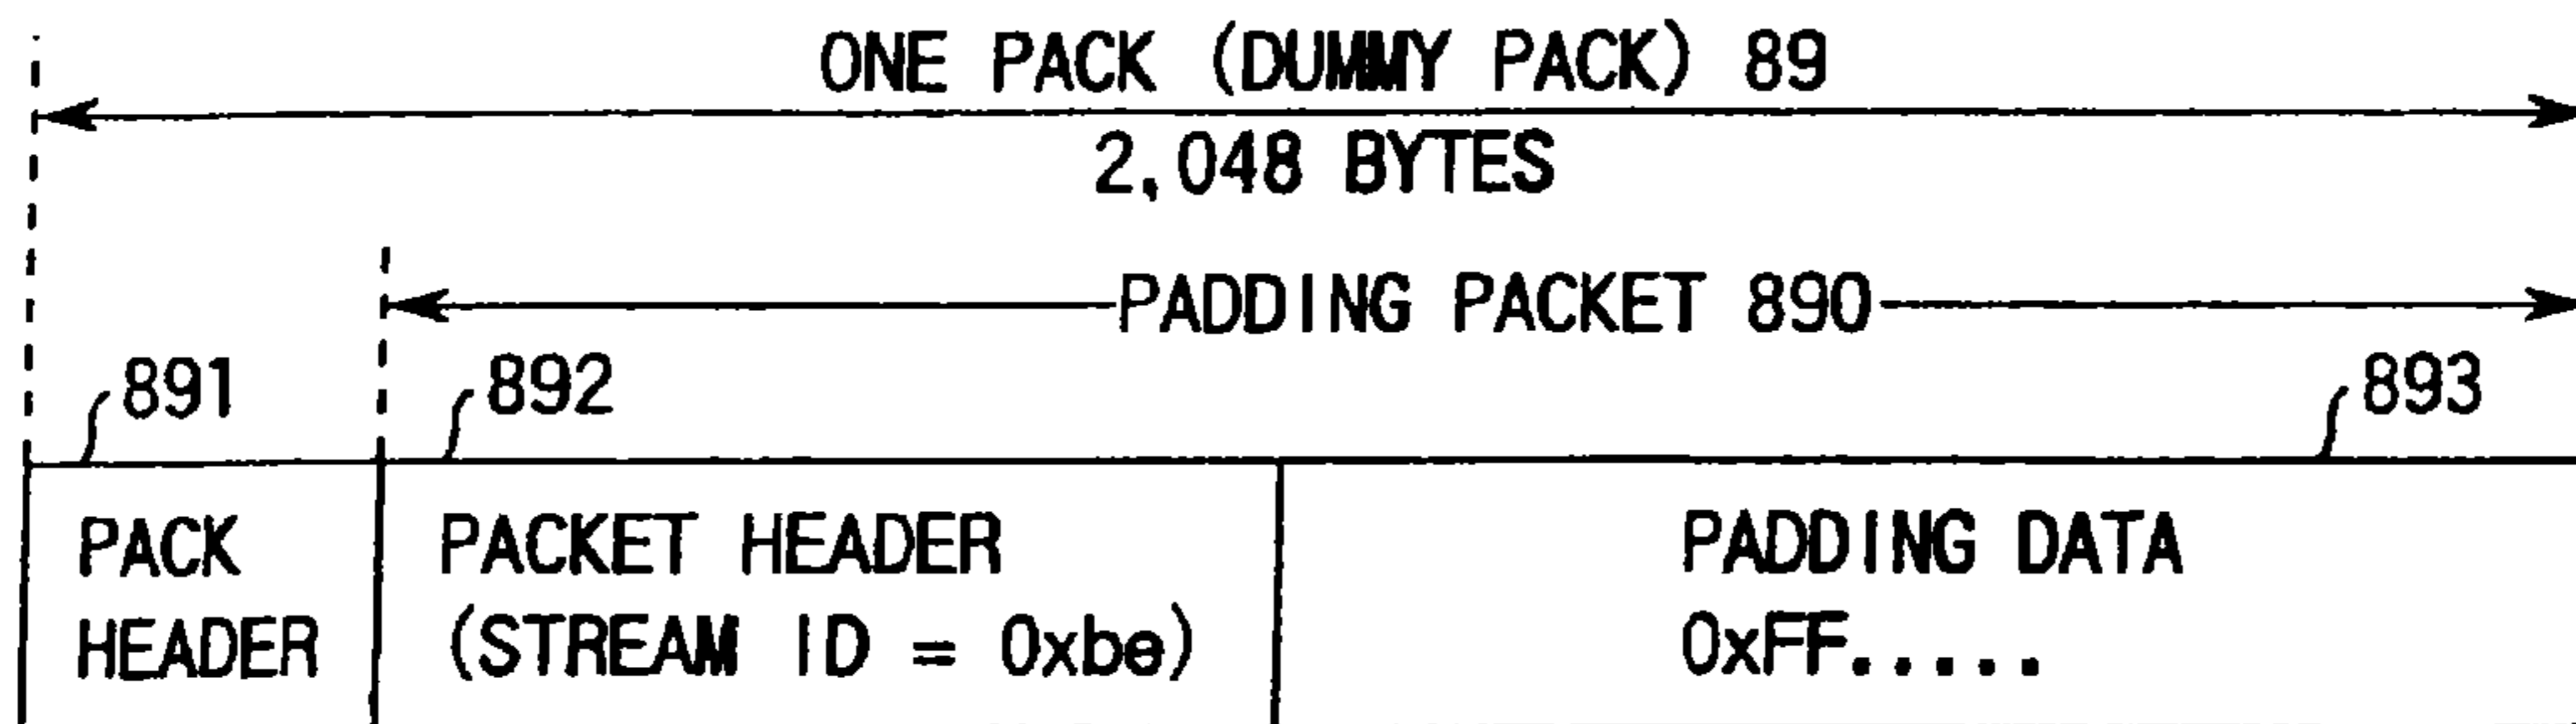 ONE PACK (DUMMY PACK) 89
2,048 BYTES
PADDING PACKET 890
891
892
893
PACK
HEADER
PACKET HEADER
(STREAM ID = 0xbe)
PADDING DATA
0xFF.....